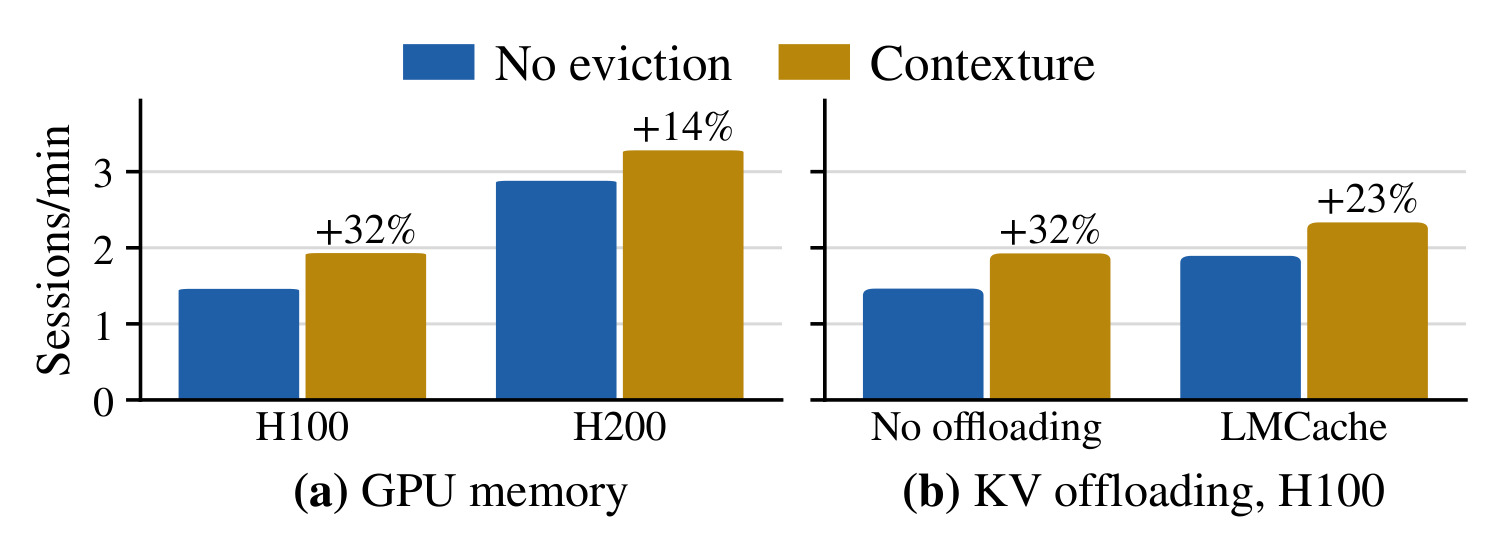 No eviction Contexture
Sessions/min
3
2
1
0
+32%
+14%
+32%
+23%
H100 H200
No offloading LMCache
(a) GPU memory
(b) KV offloading, H100